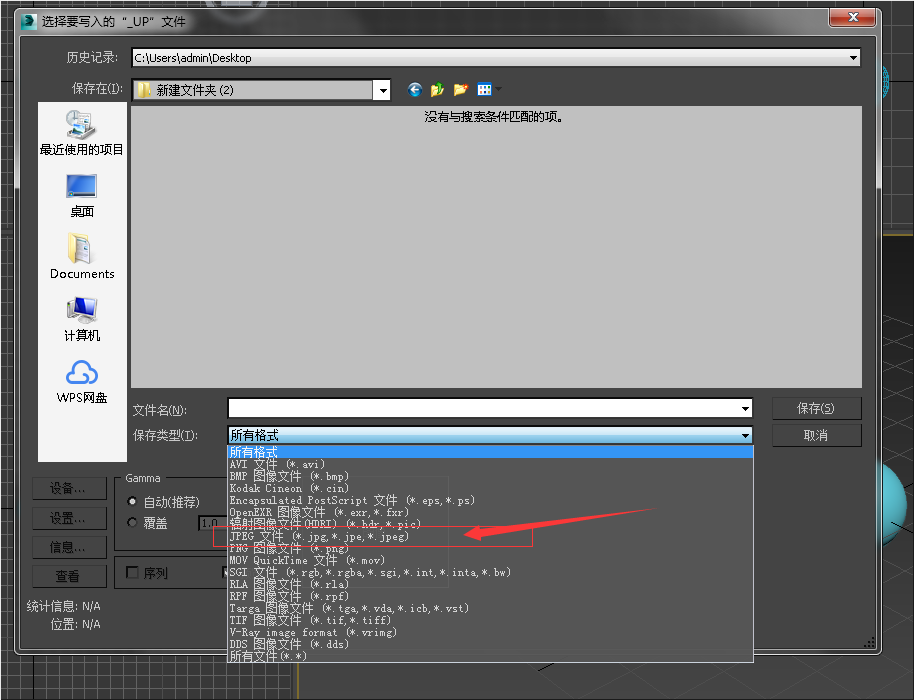 选择要写入的 "_UP" 文件
历史记录: C:\Users\admin\Desktop
保存在(I): 新建文件夹 (2)
没有与搜索条件匹配的项。
最近使用的项目
桌面
Documents
计算机
WPS网盘
文件名(N):
保存(S)
保存类型(T): 所有格式
取消
所有格式
AVI 文件 (*.avi)
BMP 图像文件 (*.bmp)
Kodak Cineon (*.cin)
Encapsulated PostScript 文件 (*.eps,*.ps)
OpenEXR 图像文件 (*.exr,*.fxr)
辐射图像文件(HDRI) (*.hdr,*.pic)
JPEG 文件 (*.jpg,*.jpe,*.jpeg)
PNG 图像文件 (*.png)
MOV QuickTime 文件 (*.mov)
SGI 文件 (*.rgb,*.rgba,*.sgi,*.int,*.inta,*.bw)
RLA 图像文件 (*.rla)
RPF 图像文件 (*.rpf)
Targa 图像文件 (*.tga,*.vda,*.icb,*.vst)
TIF 图像文件 (*.tif,*.tiff)
V-Ray image format (*.vrimg)
DDS 图像文件 (*.dds)
所有文件(*.*)
设备...
设置...
信息...
查看
Gamma
自动(推荐)
覆盖 1.0
序列
统计信息: N/A
位置: N/A